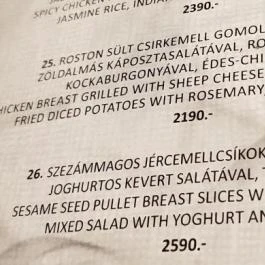 SPICY CHICKEN
JASMINE RICE, INDIA
2390.-
25. ROSTON SÜLT CSIRKEMELL GOMOL
ZÖLDALMÁS KÁPOSZTASALÁTÁVAL, RO
KOCKABURGONYÁVAL, ÉDES-CHI
HICKEN BREAST GRILLED WITH SHEEP CHEESE
FRIED DICED POTATOES WITH ROSEMARY,
2190.-
26. SZEZÁMMAGOS JÉRCEMELLCSÍKOK
JOGHURTOS KEVERT SALÁTÁVAL,
SESAME SEED PULLET BREAST SLICES W
MIXED SALAD WITH YOGHURT AN
2590.-